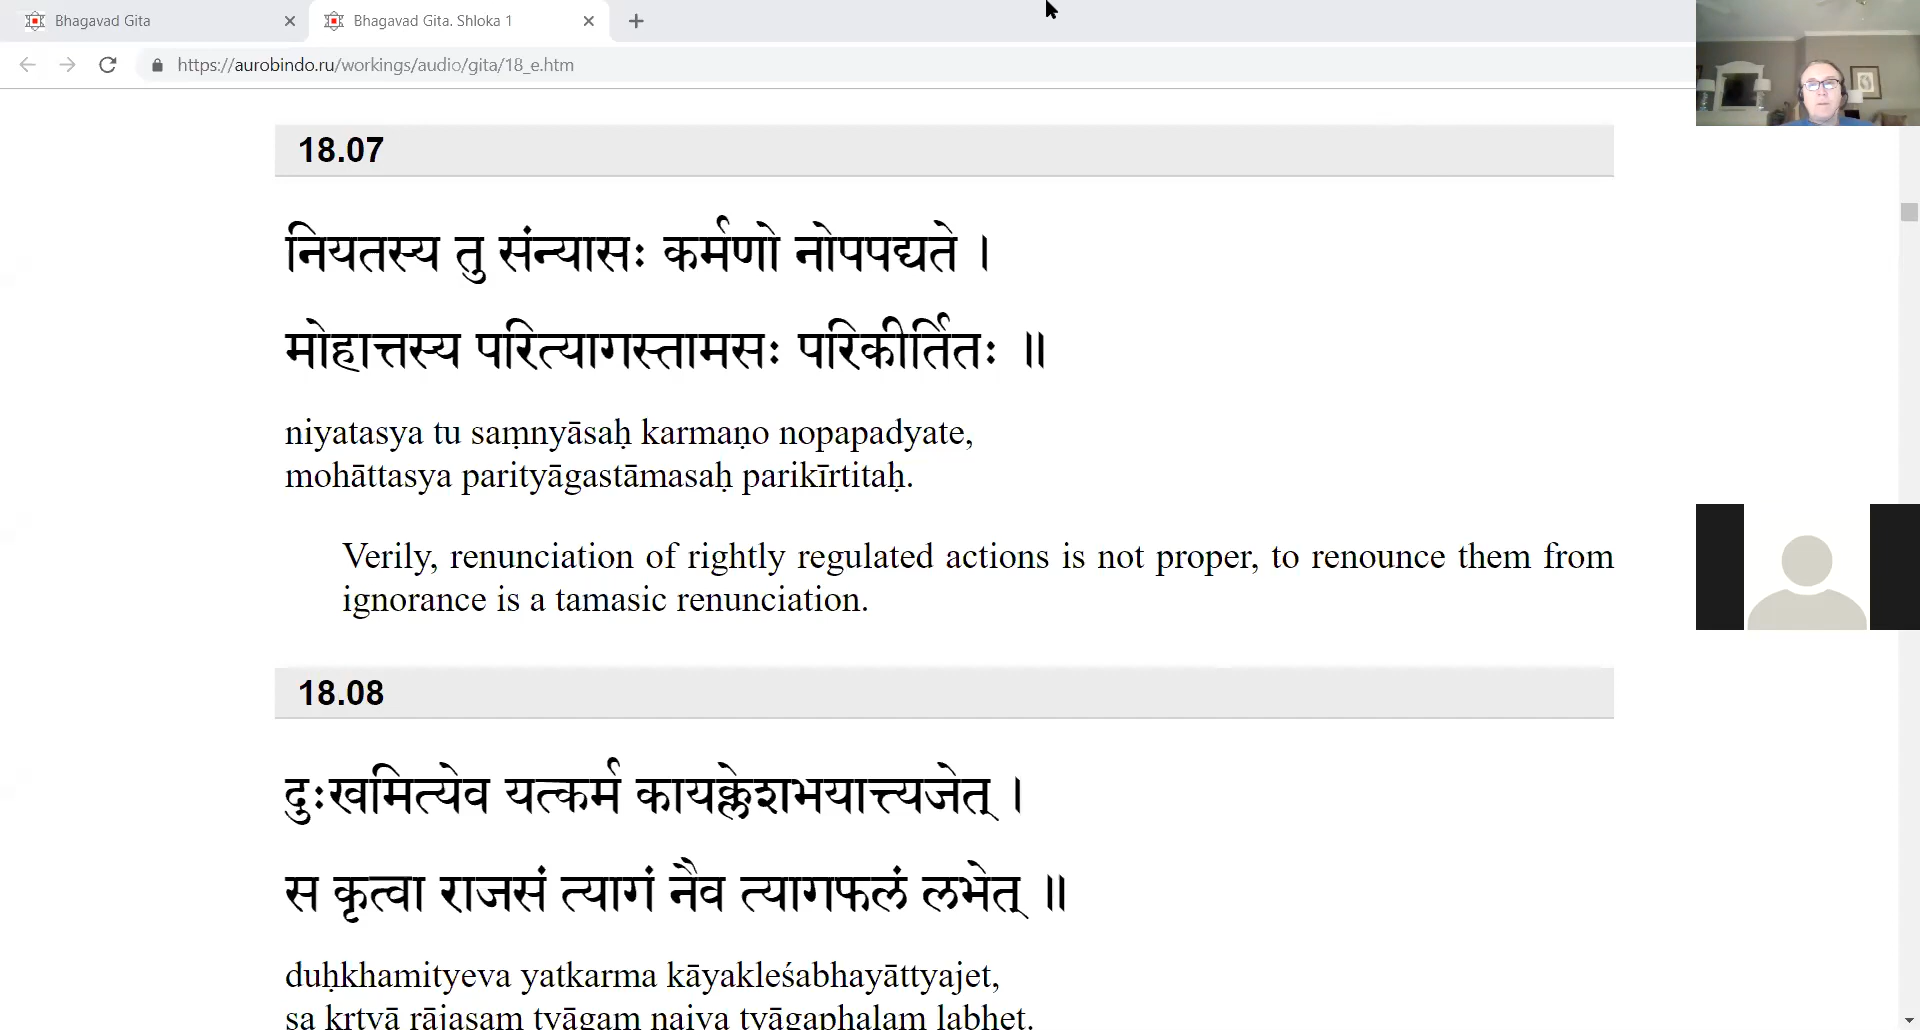 Bhagavad Gita
Bhagavad Gita. Shloka 1
https://aurobindo.ru/workings/audio/gita/18_e.htm
18.07
नियतस्य तु संन्यासः कर्मणो नोपपद्यते ।
मोहात्तस्य परित्यागस्तामसः परिकीर्तितः ॥
niyatasya tu saṃnyāsaḥ karmaṇo nopapadyate,
mohāttasya parityāgastāmasaḥ parikīrtitaḥ.
Verily, renunciation of rightly regulated actions is not proper, to renounce them from
ignorance is a tamasic renunciation.
18.08
दुःखमित्येव यत्कर्म कायक्लेशभयात्त्यजेत् ।
स कृत्वा राजसं त्यागं नैव त्यागफलं लभेत् ॥
duḥkhamityeva yatkarma kāyakleśabhayāttyajet,
sa kṛtvā rājasaṃ tyāgaṃ naiva tyāgaphalaṃ labhet.